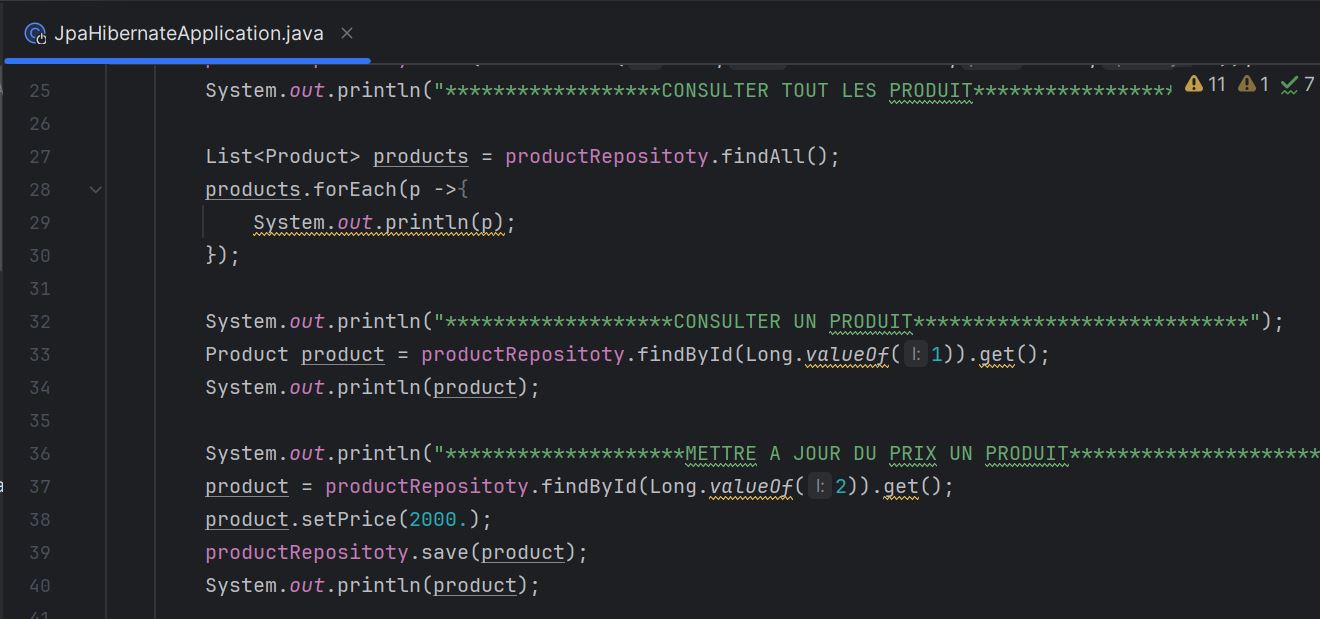 JpaHibernateApplication.java
25 System.out.println("******************CONSULTER TOUT LES PRODUIT***************** 11 1 7
26
27 List<Product> products = productRepositoty.findAll();
28 products.forEach(p ->{
29 System.out.println(p);
30 });
31
32 System.out.println("*******************CONSULTER UN PRODUIT****************************");
33 Product product = productRepositoty.findById(Long.valueOf( l: 1)).get();
34 System.out.println(product);
35
36 System.out.println("********************METTRE A JOUR DU PRIX UN PRODUIT*********************
37 product = productRepositoty.findById(Long.valueOf( l: 2)).get();
38 product.setPrice(2000.);
39 productRepositoty.save(product);
40 System.out.println(product);
41